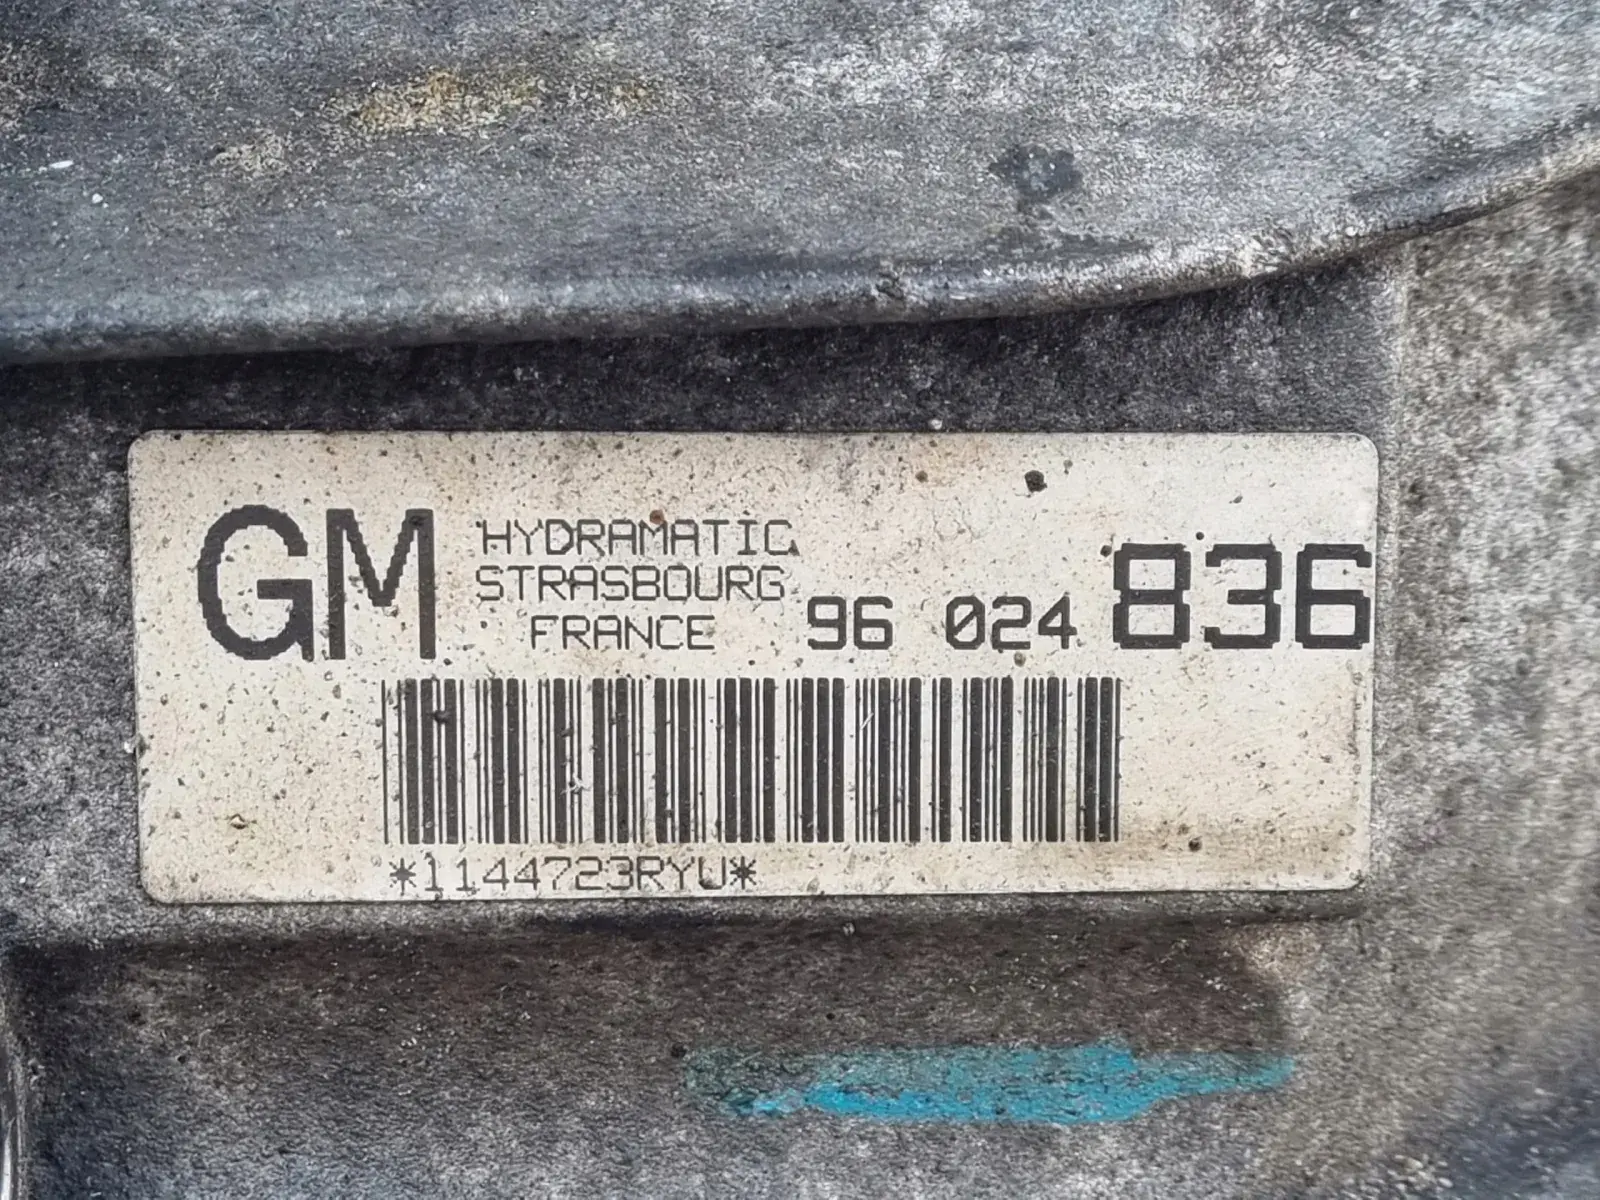 GM HYDRAMATIC
STRASBOURG
FRANCE 96 024 836
*1144723RYU*